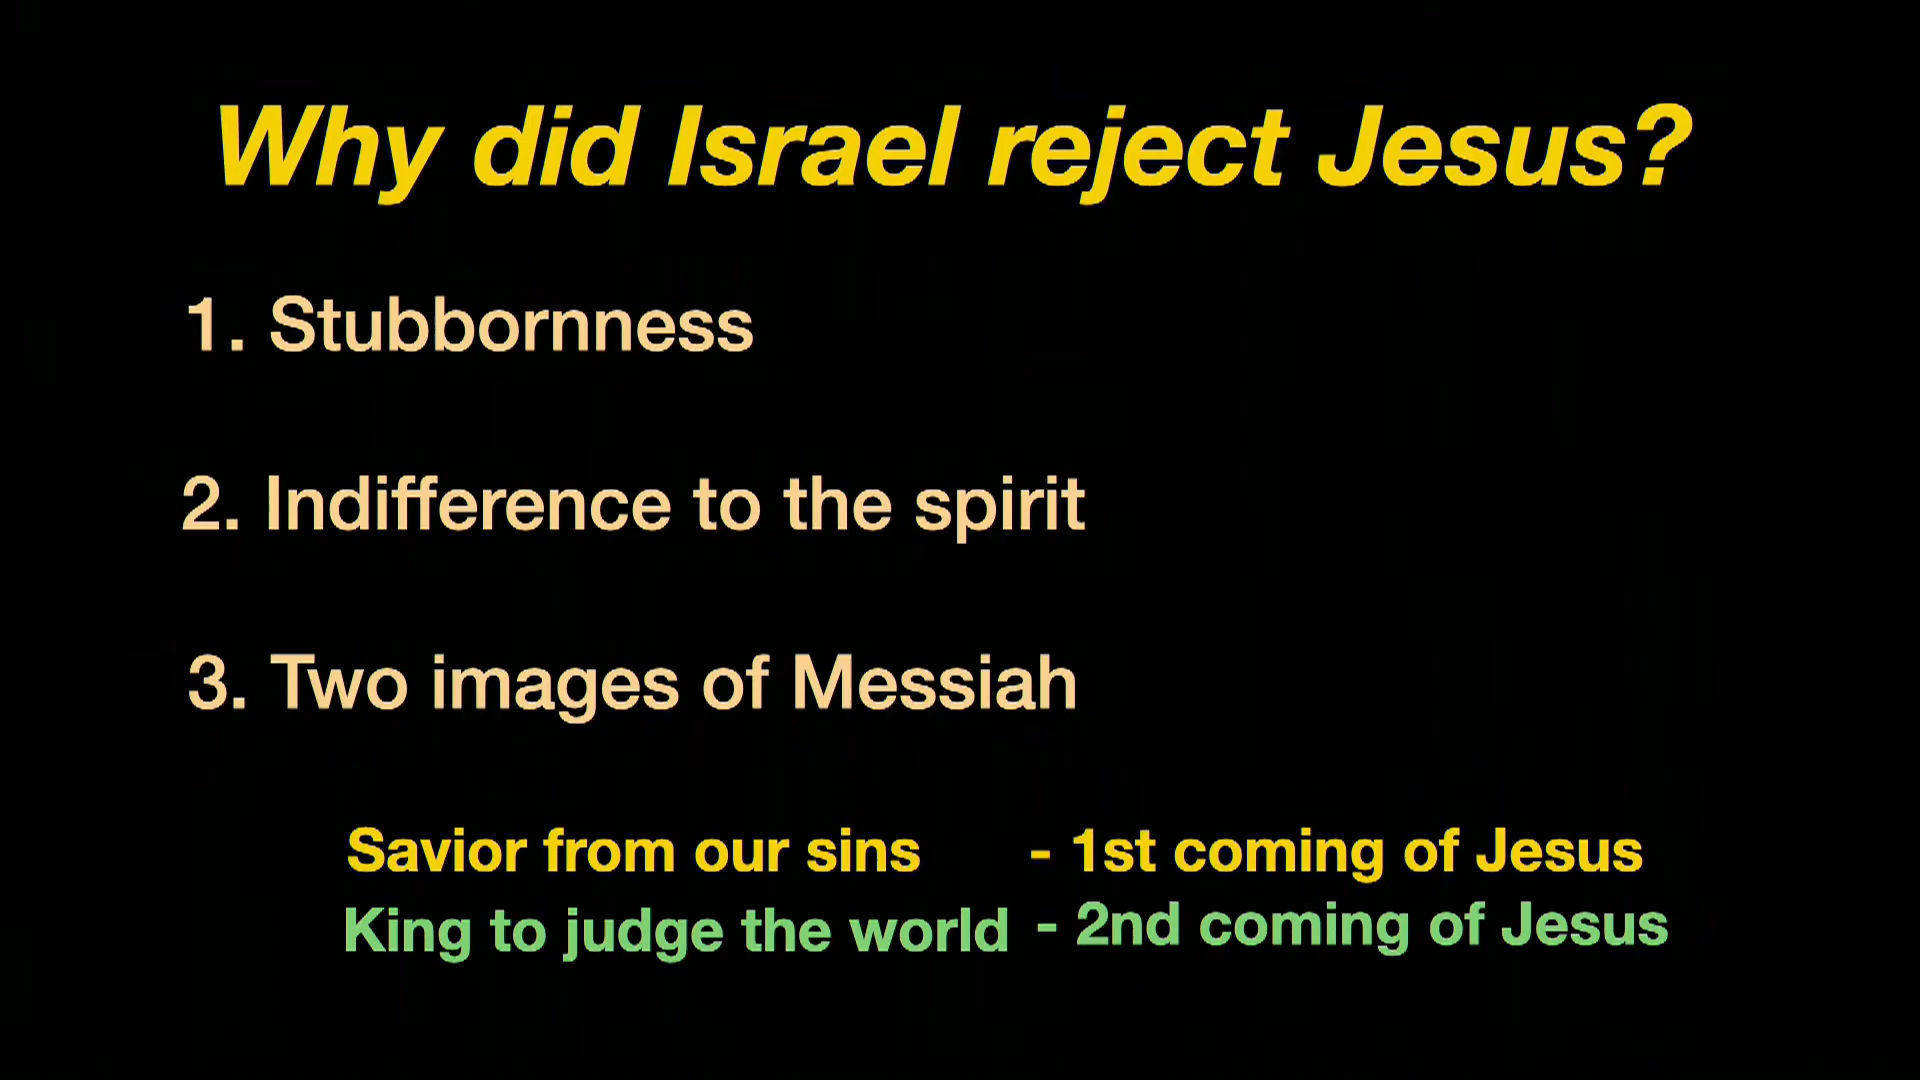 Why did Israel reject Jesus?
1. Stubbornness
2. Indifference to the spirit
3. Two images of Messiah
Savior from our sins - 1st coming of Jesus
King to judge the world - 2nd coming of Jesus